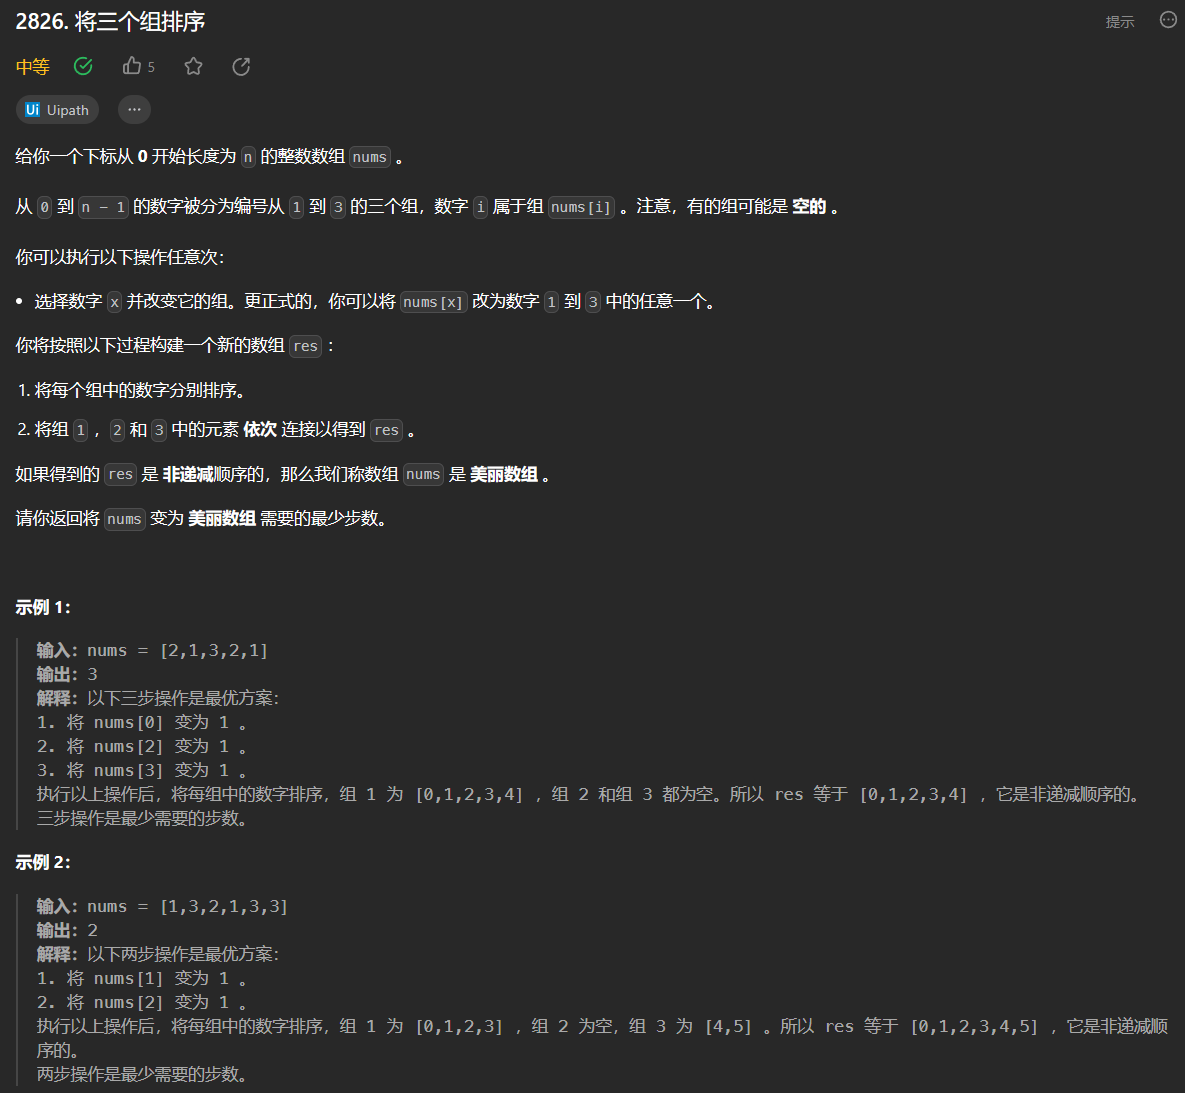 2826. 将三个组排序
提示
中等
5
Ui Uipath
给你一个下标从 0 开始长度为 n 的整数数组 nums 。
从 0 到 n - 1 的数字被分为编号从 1 到 3 的三个组，数字 i 属于组 nums[i] 。注意，有的组可能是 空的 。
你可以执行以下操作任意次：
• 选择数字 x 并改变它的组。更正式的，你可以将 nums[x] 改为数字 1 到 3 中的任意一个。
你将按照以下过程构建一个新的数组 res ：
1. 将每个组中的数字分别排序。
2. 将组 1 ，2 和 3 中的元素 依次 连接以得到 res 。
如果得到的 res 是 非递减顺序的，那么我们称数组 nums 是 美丽数组 。
请你返回将 nums 变为 美丽数组 需要的最少步数。
示例 1：
输入：nums = [2,1,3,2,1]
输出：3
解释：以下三步操作是最优方案：
1. 将 nums[0] 变为 1 。
2. 将 nums[2] 变为 1 。
3. 将 nums[3] 变为 1 。
执行以上操作后，将每组中的数字排序，组 1 为 [0,1,2,3,4] ，组 2 和组 3 都为空。所以 res 等于 [0,1,2,3,4] ，它是非递减顺序的。
三步操作是最少需要的步数。
示例 2：
输入：nums = [1,3,2,1,3,3]
输出：2
解释：以下两步操作是最优方案：
1. 将 nums[1] 变为 1 。
2. 将 nums[2] 变为 1 。
执行以上操作后，将每组中的数字排序，组 1 为 [0,1,2,3] ，组 2 为空，组 3 为 [4,5] 。所以 res 等于 [0,1,2,3,4,5] ，它是非递减顺
序的。
两步操作是最少需要的步数。